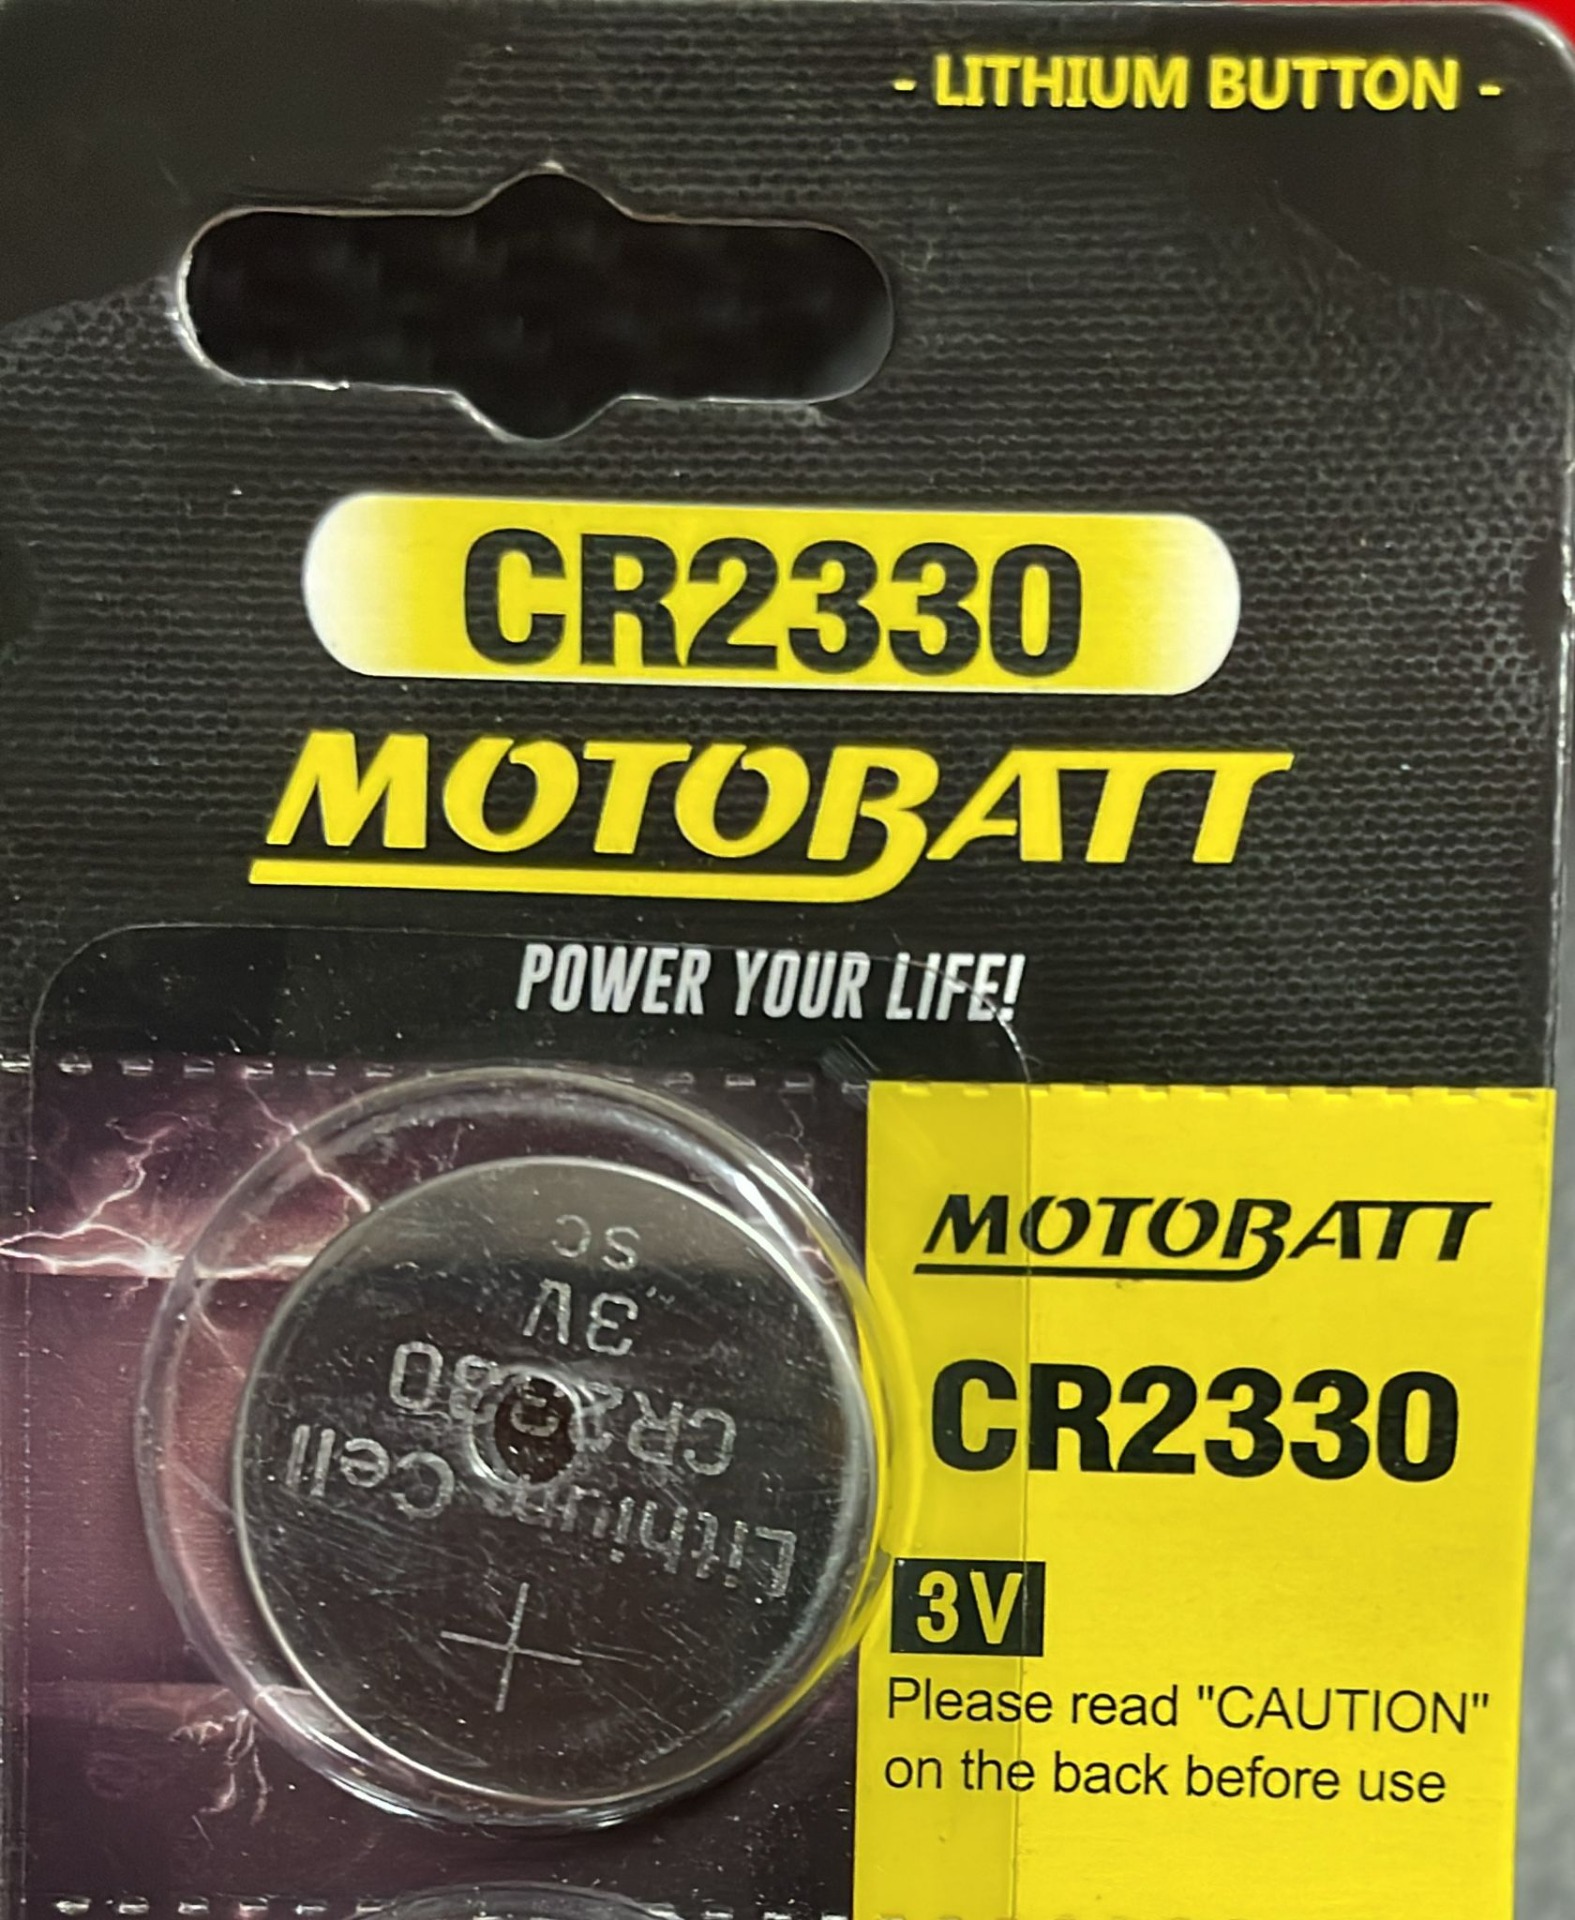 - LITHIUM BUTTON -
CR2330
MOTOBATT
POWER YOUR LIFE!
SC
3V
CR2330
Lithium Cell
+
MOTOBATT
CR2330
3V
Please read "CAUTION"
on the back before use